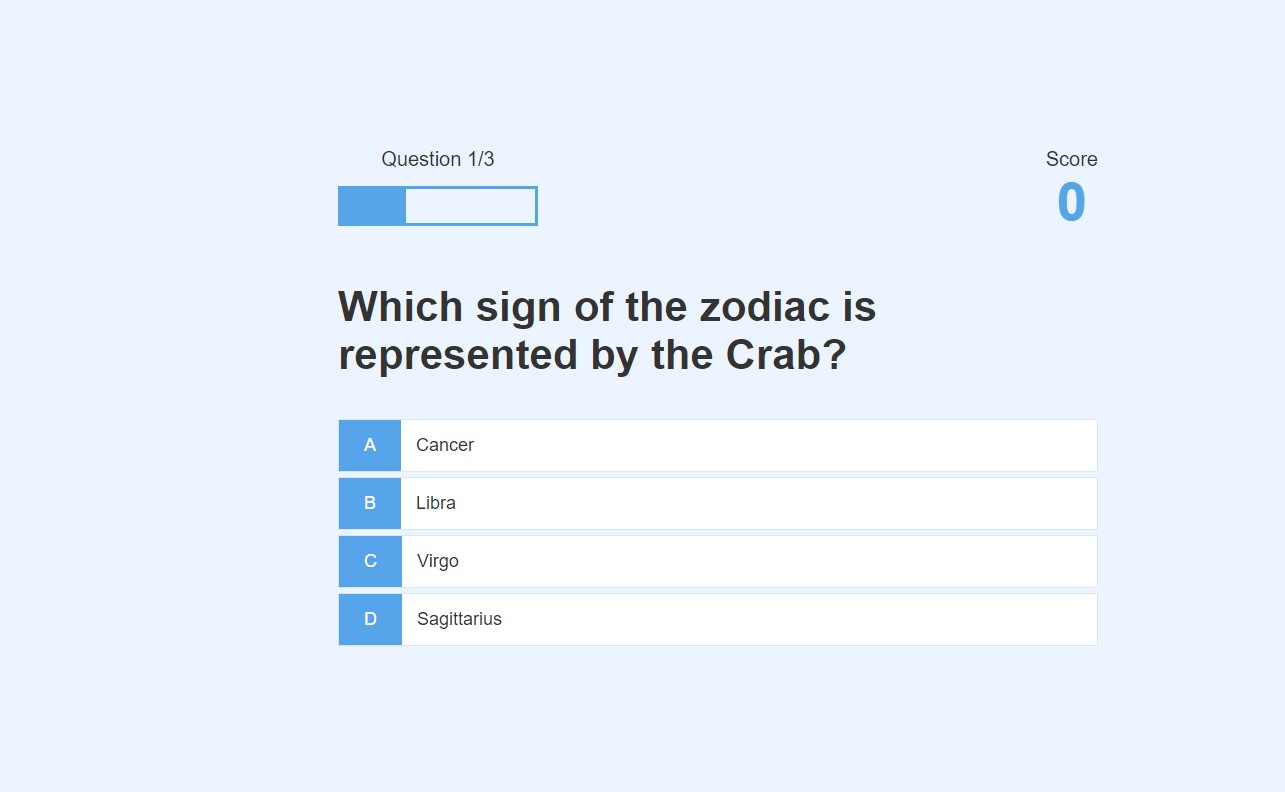 Question 1/3
Score
0
Which sign of the zodiac is
represented by the Crab?
A Cancer
B Libra
C Virgo
D Sagittarius